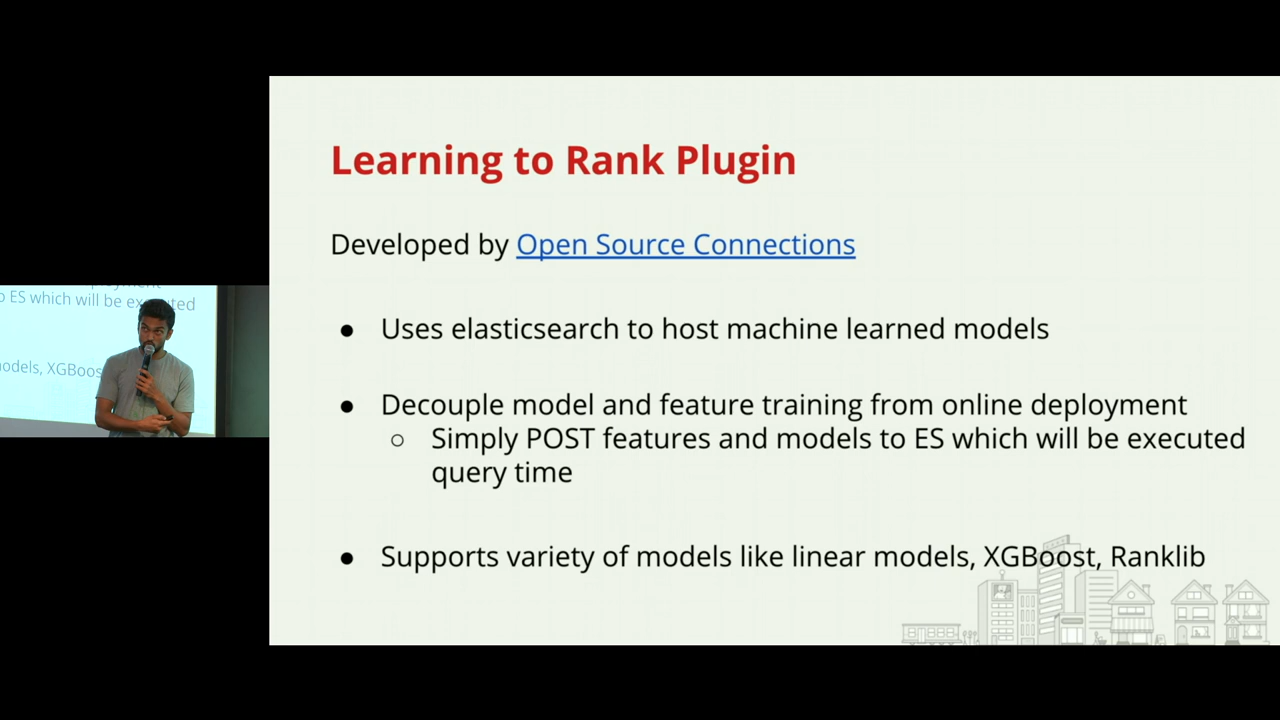 Learning to Rank Plugin
Developed by Open Source Connections
● Uses elasticsearch to host machine learned models
● Decouple model and feature training from online deployment
○ Simply POST features and models to ES which will be executed
query time
● Supports variety of models like linear models, XGBoost, Ranklib
to ES which will be executed
models, XGBoos